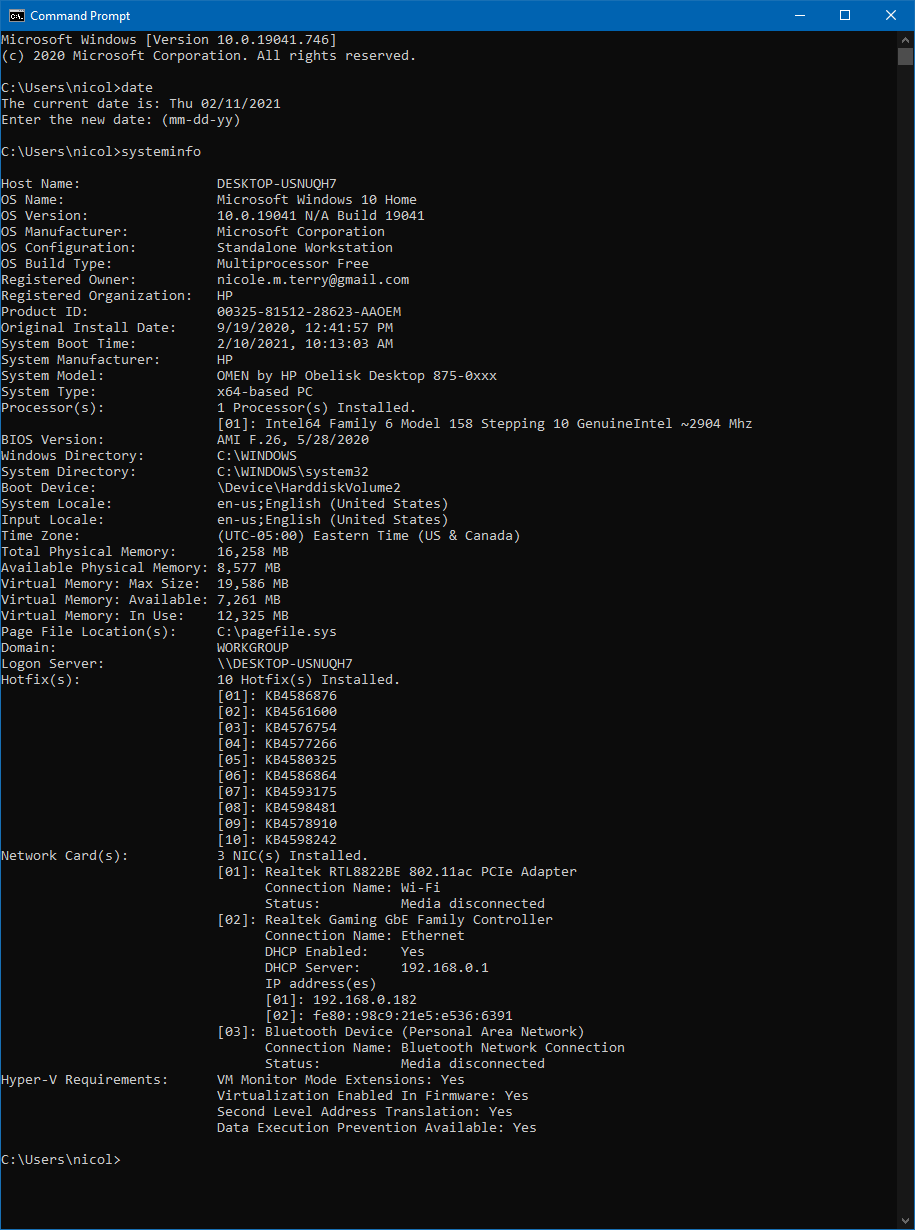 Command Prompt
Microsoft Windows [Version 10.0.19041.746]
(c) 2020 Microsoft Corporation. All rights reserved.
C:\Users\nicol>date
The current date is: Thu 02/11/2021
Enter the new date: (mm-dd-yy)
C:\Users\nicol>systeminfo
Host Name:                 DESKTOP-USNUQH7
OS Name:                   Microsoft Windows 10 Home
OS Version:                10.0.19041 N/A Build 19041
OS Manufacturer:           Microsoft Corporation
OS Configuration:          Standalone Workstation
OS Build Type:             Multiprocessor Free
Registered Owner:          nicole.m.terry@gmail.com
Registered Organization:   HP
Product ID:                00325-81512-28623-AAOEM
Original Install Date:     9/19/2020, 12:41:57 PM
System Boot Time:          2/10/2021, 10:13:03 AM
System Manufacturer:       HP
System Model:              OMEN by HP Obelisk Desktop 875-0xxx
System Type:               x64-based PC
Processor(s):              1 Processor(s) Installed.
                           [01]: Intel64 Family 6 Model 158 Stepping 10 GenuineIntel ~2904 Mhz
BIOS Version:              AMI F.26, 5/28/2020
Windows Directory:         C:\WINDOWS
System Directory:          C:\WINDOWS\system32
Boot Device:               \Device\HarddiskVolume2
System Locale:             en-us;English (United States)
Input Locale:              en-us;English (United States)
Time Zone:                 (UTC-05:00) Eastern Time (US & Canada)
Total Physical Memory:     16,258 MB
Available Physical Memory: 8,577 MB
Virtual Memory: Max Size:  19,586 MB
Virtual Memory: Available: 7,261 MB
Virtual Memory: In Use:    12,325 MB
Page File Location(s):     C:\pagefile.sys
Domain:                    WORKGROUP
Logon Server:              \\DESKTOP-USNUQH7
Hotfix(s):                 10 Hotfix(s) Installed.
                           [01]: KB4586876
                           [02]: KB4561600
                           [03]: KB4576754
                           [04]: KB4577266
                           [05]: KB4580325
                           [06]: KB4586864
                           [07]: KB4593175
                           [08]: KB4598481
                           [09]: KB4578910
                           [10]: KB4598242
Network Card(s):           3 NIC(s) Installed.
                           [01]: Realtek RTL8822BE 802.11ac PCIe Adapter
                                 Connection Name: Wi-Fi
                                 Status:          Media disconnected
                           [02]: Realtek Gaming GbE Family Controller
                                 Connection Name: Ethernet
                                 DHCP Enabled:    Yes
                                 DHCP Server:     192.168.0.1
                                 IP address(es)
                                 [01]: 192.168.0.182
                                 [02]: fe80::98c9:21e5:e536:6391
                           [03]: Bluetooth Device (Personal Area Network)
                                 Connection Name: Bluetooth Network Connection
                                 Status:          Media disconnected
Hyper-V Requirements:      VM Monitor Mode Extensions: Yes
                           Virtualization Enabled In Firmware: Yes
                           Second Level Address Translation: Yes
                           Data Execution Prevention Available: Yes
C:\Users\nicol>